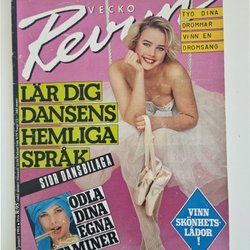 VECKO
Revyn
TYD DINA
DRÖMMAR
VINN EN
DRÖMSÄNG
LÄR DIG
DANSENS
HEMLIGA
SPRÅK
STOR DANSBILAGA
ODLA
DINA
EGNA
VINN
SKÖNHETS-
LÅDOR
!